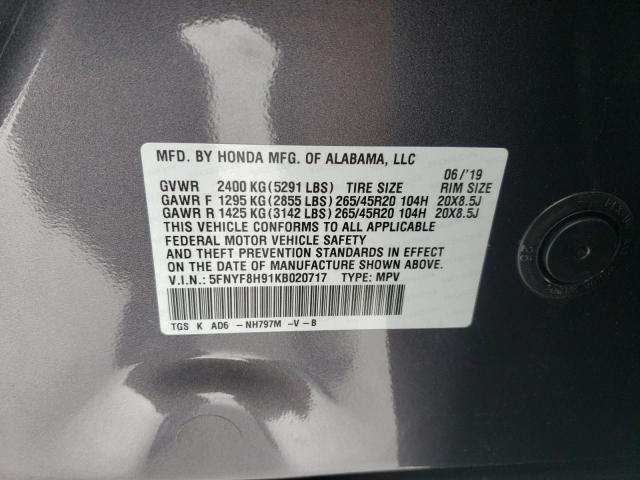 MFD. BY HONDA MFG. OF ALABAMA, LLC
06/'19
GVWR 2400 KG (5291 LBS) TIRE SIZE RIM SIZE
GAWR F 1295 KG (2855 LBS) 265/45R20 104H 20X8.5J
GAWR R 1425 KG (3142 LBS) 265/45R20 104H 20X8.5J
THIS VEHICLE CONFORMS TO ALL APPLICABLE
FEDERAL MOTOR VEHICLE SAFETY
AND THEFT PREVENTION STANDARDS IN EFFECT
ON THE DATE OF MANUFACTURE SHOWN ABOVE.
V.I.N.: 5FNYF8H91KB020717 TYPE: MPV
TGS K AD6 -NH797M -V -B
26